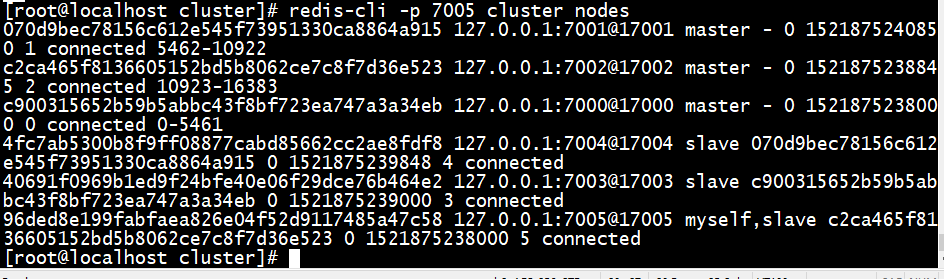 [root@localhost cluster]# redis-cli -p 7005 cluster nodes
070d9bec78156c612e545f73951330ca8864a915 127.0.0.1:7001@17001 master - 0 152187524085
0 1 connected 5462-10922
c2ca465f8136605152bd5b8062ce7c8f7d36e523 127.0.0.1:7002@17002 master - 0 152187523884
5 2 connected 10923-16383
c900315652b59b5abbc43f8bf723ea747a3a34eb 127.0.0.1:7000@17000 master - 0 152187523800
0 0 connected 0-5461
4fc7ab5300b8f9ff08877cabd85662cc2ae8fdf8 127.0.0.1:7004@17004 slave 070d9bec78156c612
e545f73951330ca8864a915 0 1521875239848 4 connected
40691f0969b1ed9f24bfe40e06f29dce76b464e2 127.0.0.1:7003@17003 slave c900315652b59b5ab
bc43f8bf723ea747a3a34eb 0 1521875239000 3 connected
96ded8e199fabfaea826e04f52d9117485a47c58 127.0.0.1:7005@17005 myself,slave c2ca465f81
36605152bd5b8062ce7c8f7d36e523 0 1521875238000 5 connected
[root@localhost cluster]#